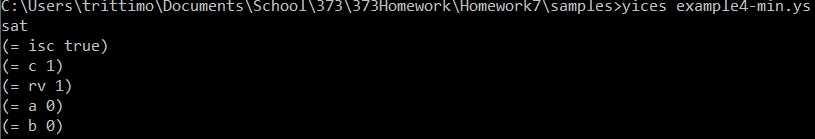 C:\Users\trittimo\Documents\School\373\373Homework\Homework7\samples>yices example4-min.ys
sat
(= isc true)
(= c 1)
(= rv 1)
(= a 0)
(= b 0)